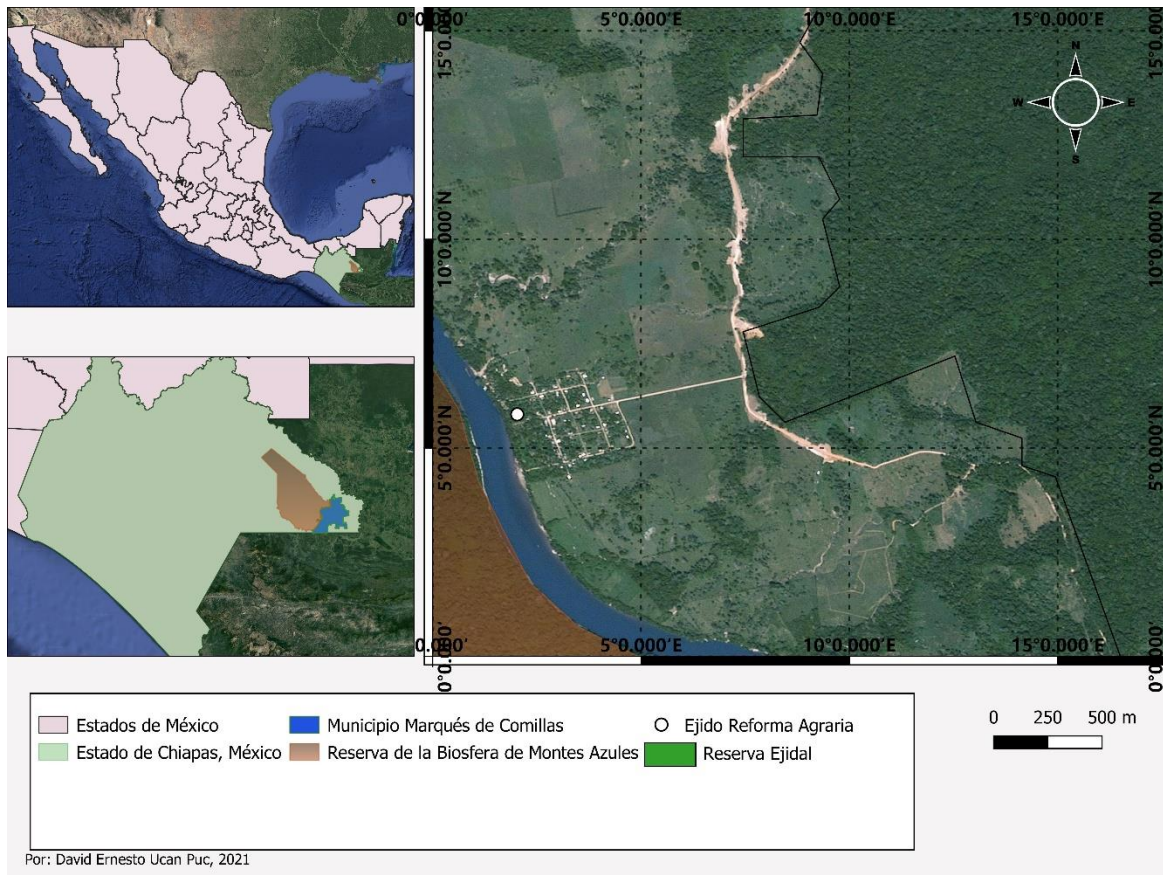 0°0.000' 5°0.000'E 10°0.000'E 15°0.000'E
15°0.000'
N
W E
S
10°0.000'N 10°0.000'N
5°0.000'N 5°0.000'N
0.000' 5°0.000'E 10°0.000'E 15°0.000'E
0°0.000' 0°0.000'
Estados de México Municipio Marqués de Comillas Ejido Reforma Agraria
Estado de Chiapas, México Reserva de la Biosfera de Montes Azules Reserva Ejidal
0 250 500 m
Por: David Ernesto Ucan Puc, 2021